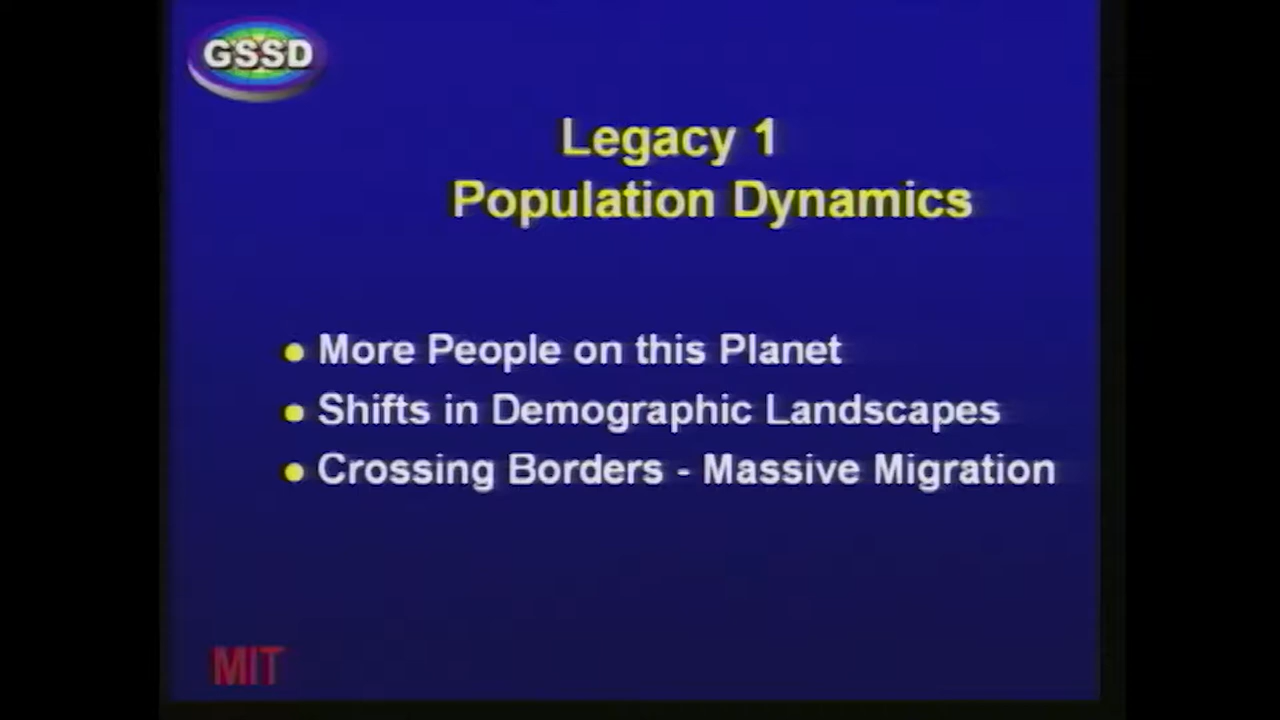 GSSD
Legacy 1
Population Dynamics
More People on this Planet
Shifts in Demographic Landscapes
Crossing Borders - Massive Migration
MIT